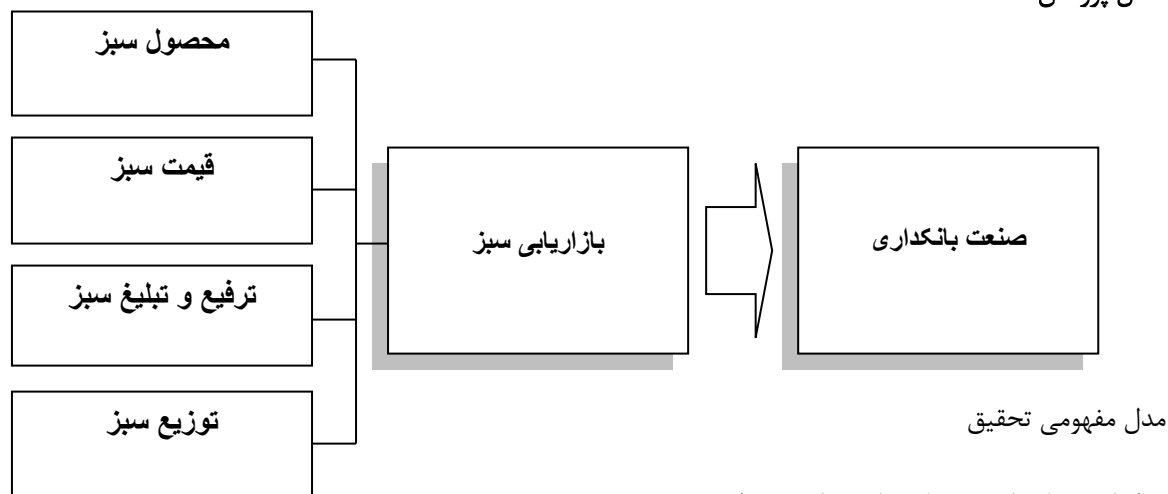 محصول سبز
قیمت سبز
ترفیع و تبلیغ سبز
توزیع سبز
بازاریابی سبز
صنعت بانکداری
مدل مفهومی تحقیق